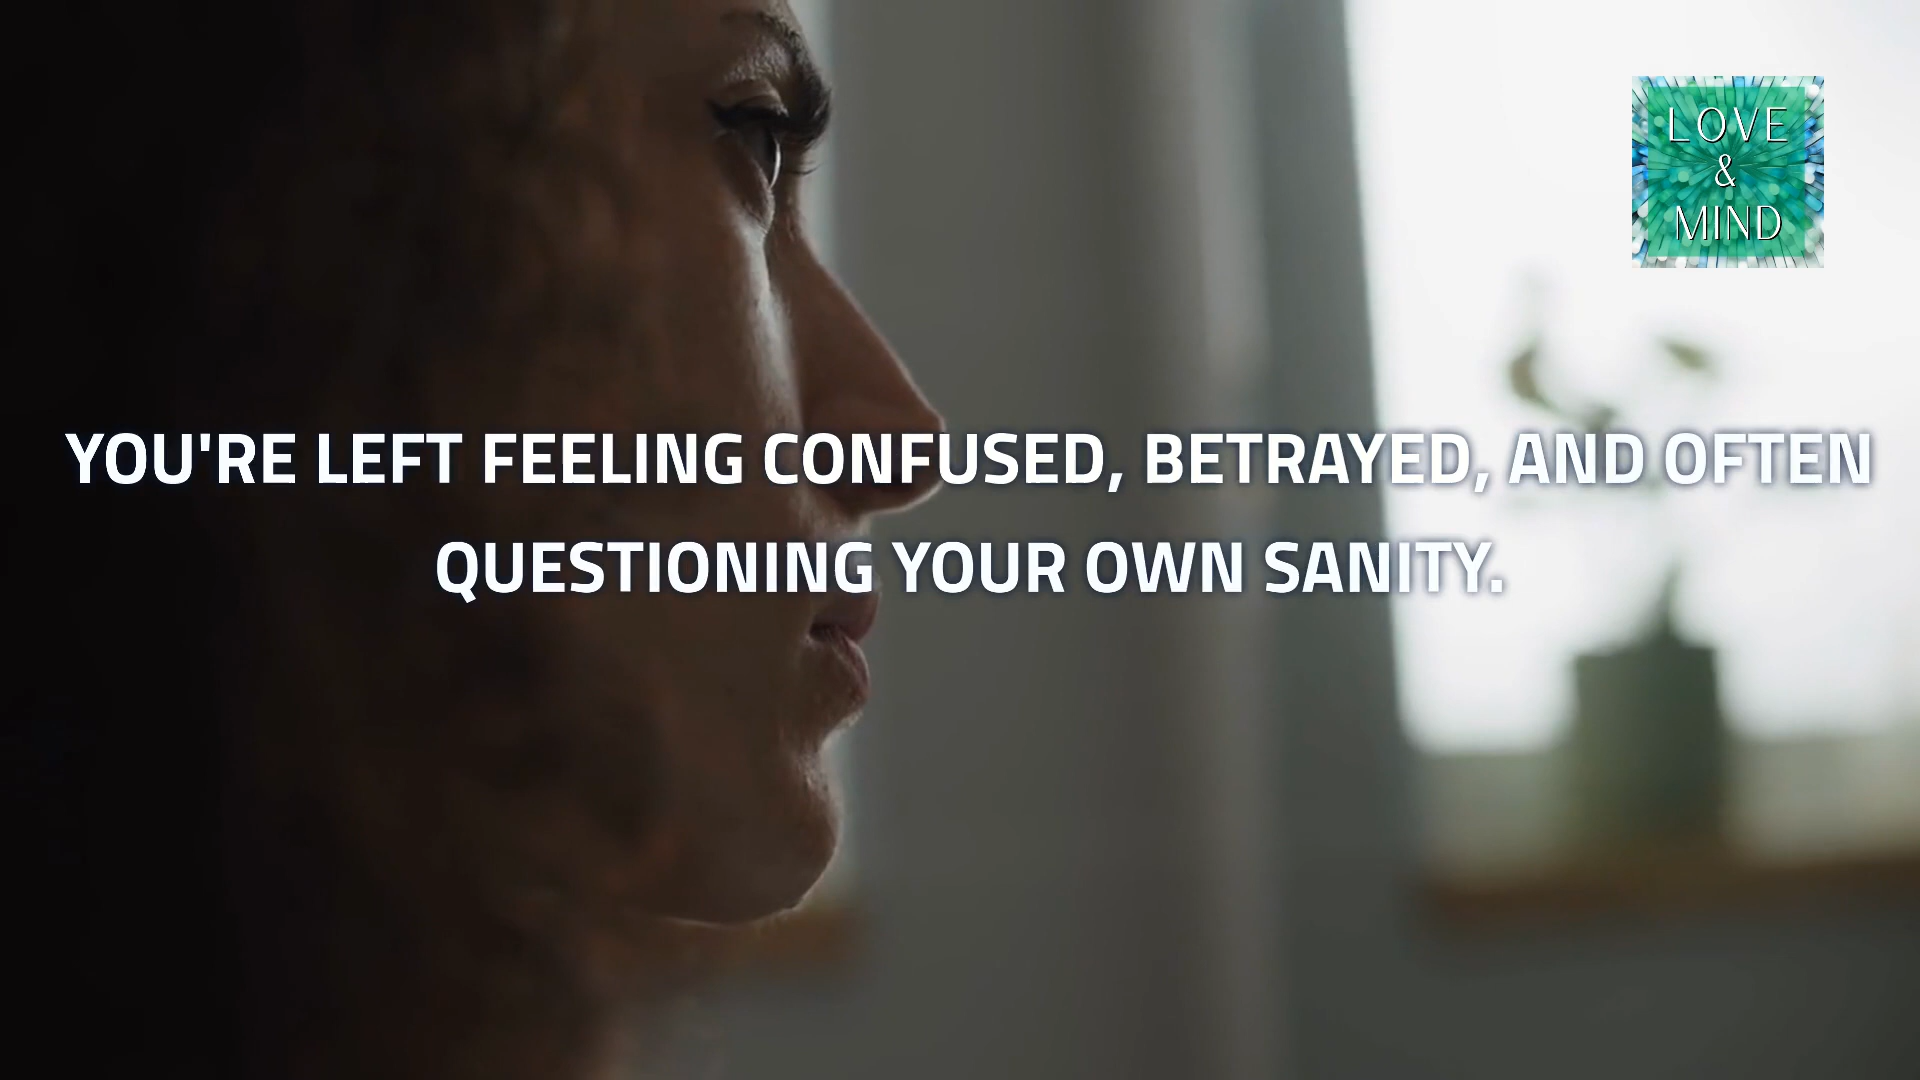 LOVE
&
MIND
YOU'RE LEFT FEELING CONFUSED, BETRAYED, AND OFTEN
QUESTIONING YOUR OWN SANITY.